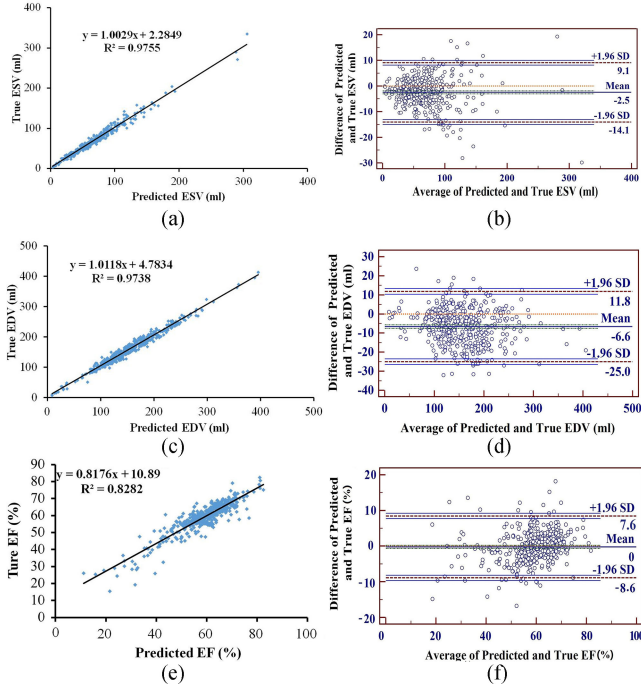 y = 1.0029x + 2.2849
R² = 0.9755
True ESV (ml)
400
300
200
100
0
0 100 200 300 400
Predicted ESV (ml)
(a)
Difference of Predicted
and True ESV (ml)
20
10
0
-10
-20
-30
+1.96 SD
9.1
Mean
-2.5
-1.96 SD
-14.1
0 100 200 300 400
Average of Predicted and True ESV (ml)
(b)
y = 1.0118x + 4.7834
R² = 0.9738
True EDV (ml)
500
400
300
200
100
0
0 100 200 300 400 500
Predicted EDV (ml)
(c)
Difference of Predicted
and True EDV (ml)
30
20
10
0
-10
-20
-30
-40
+1.96 SD
11.8
Mean
-6.6
-1.96 SD
-25.0
0 100 200 300 400 500
Average of Predicted and True EDV (ml)
(d)
y = 0.8176x + 10.89
R² = 0.8282
Ture EF (%)
90
80
70
60
50
40
30
20
10
0
0 20 40 60 80 100
Predicted EF (%)
(e)
Difference of Predicted
and True EF (%)
20
10
0
-10
-20
+1.96 SD
7.6
Mean
0
-1.96 SD
-8.6
0 20 40 60 80 100
Average of Predicted and True EF(%)
(f)